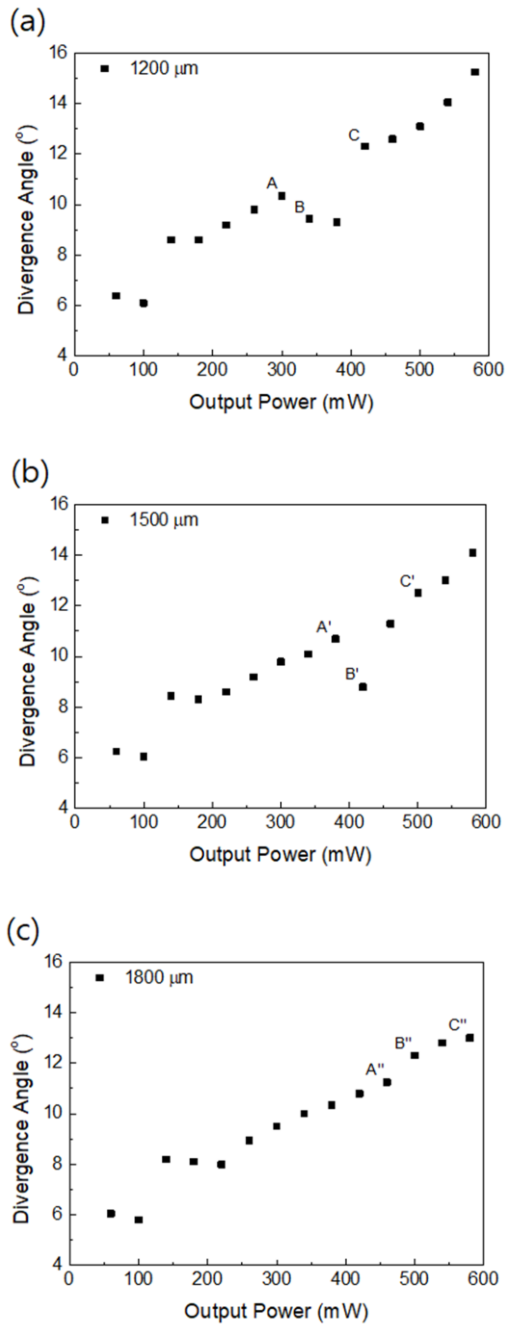 (a)
16
14
12
10
8
6
4
1200 μm
A
B
C
Divergence Angle (°)
0 100 200 300 400 500 600
Output Power (mW)
(b)
16
14
12
10
8
6
4
1500 μm
A'
B'
C'
Divergence Angle (°)
0 100 200 300 400 500 600
Output Power (mW)
(c)
16
14
12
10
8
6
4
1800 μm
A"
B"
C"
Divergence Angle (°)
0 100 200 300 400 500 600
Output Power (mW)